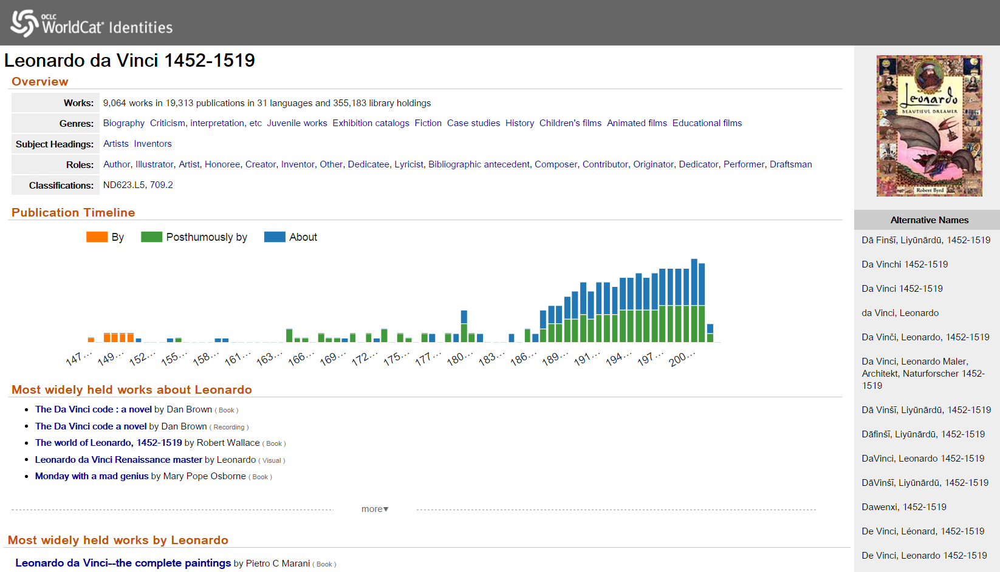 OCLC
WorldCat® Identities
Leonardo da Vinci 1452-1519
Overview
Works: 9,064 works in 19,313 publications in 31 languages and 355,183 library holdings
Genres: Biography Criticism, interpretation, etc Juvenile works Exhibition catalogs Fiction Case studies History Children's films Animated films Educational films
Subject Headings: Artists Inventors
Roles: Author, Illustrator, Artist, Honoree, Creator, Inventor, Other, Dedicatee, Lyricist, Bibliographic antecedent, Composer, Contributor, Originator, Dedicator, Performer, Draftsman
Classifications: ND623.L5, 709.2
Publication Timeline
By Posthumously by About
147... 149... 152... 155... 158... 161... 163... 166... 169... 172... 175... 177... 180... 183... 186... 189... 191... 194... 197... 200...
Most widely held works about Leonardo
• The Da Vinci code : a novel by Dan Brown ( Book )
• The Da Vinci code a novel by Dan Brown ( Recording )
• The world of Leonardo, 1452-1519 by Robert Wallace ( Book )
• Leonardo da Vinci Renaissance master by Leonardo ( Visual )
• Monday with a mad genius by Mary Pope Osborne ( Book )
more▼
Most widely held works by Leonardo
Leonardo da Vinci--the complete paintings by Pietro C Marani ( Book )
Leonardo
BEAUTIFUL DREAMER
Robert Byrd
Alternative Names
Dā Finšī, Liyūnārdū, 1452-1519
Da Vinchi 1452-1519
Da Vinci 1452-1519
da Vinci, Leonardo
Da Vinči, Leonardo, 1452-1519
Da Vinci, Leonardo Maler,
Architekt, Naturforscher 1452-
1519
Dā Vinšī, Liyūnārdū, 1452-1519
Dāfinšī, Liyūnārdū, 1452-1519
DaVinci, Leonardo 1452-1519
DāVinšī, Liyūnārdū, 1452-1519
Dawenxi, 1452-1519
De Vinci, Léonard, 1452-1519
De Vinci, Leonardo 1452-1519